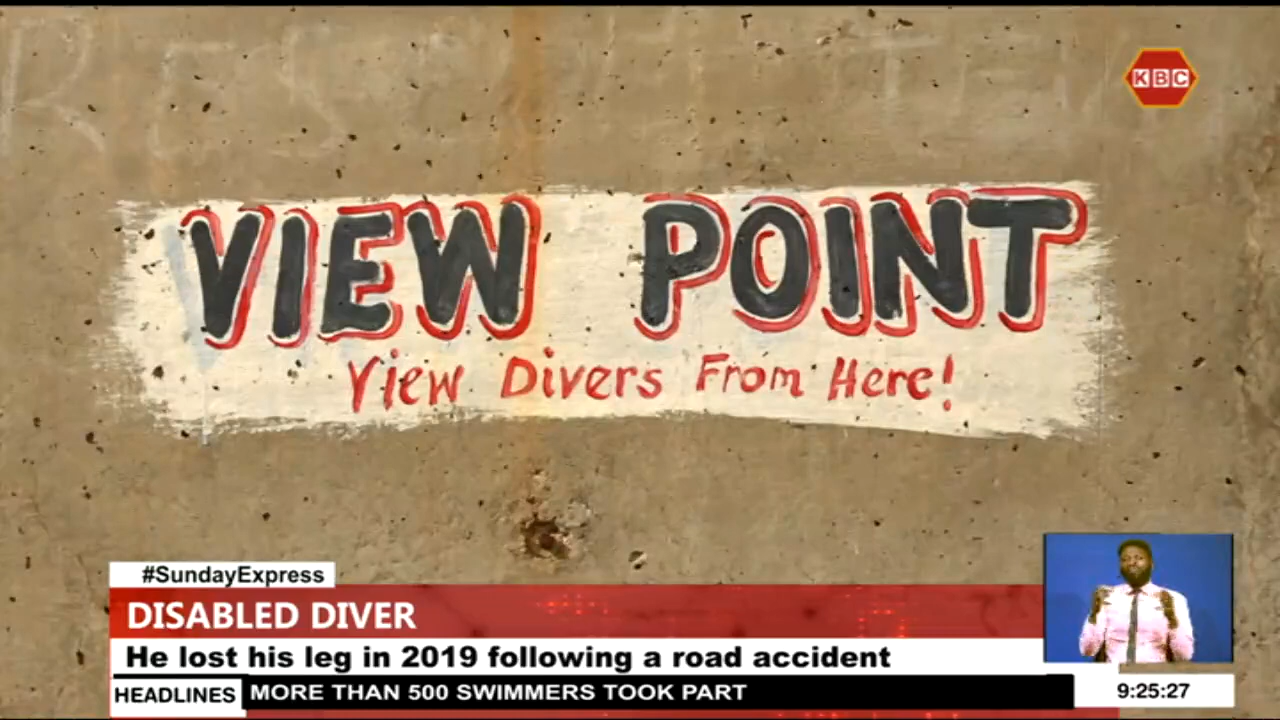 KBC
VIEW POINT
View Divers From Here!
#SundayExpress
DISABLED DIVER
He lost his leg in 2019 following a road accident
HEADLINES MORE THAN 500 SWIMMERS TOOK PART
9:25:27